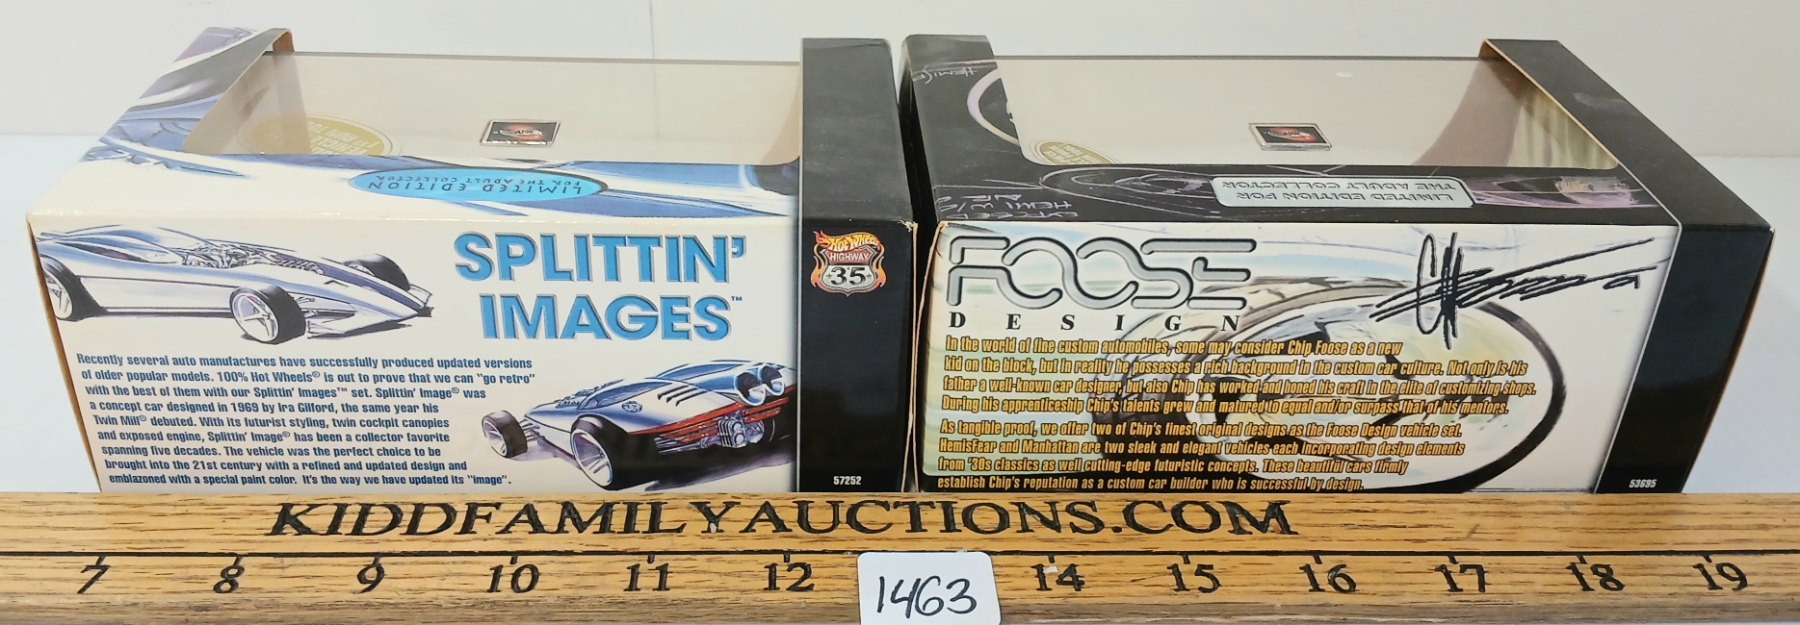 LIMITED EDITION
FOR THE ADULT COLLECTOR
SPLITTIN'
IMAGES™
HOT WHEELS
HIGHWAY
35
Recently several auto manufactures have successfully produced updated versions
of older popular models. 100% Hot Wheels® is out to prove that we can "go retro"
with the best of them with our Splittin' Images™ set. Splittin' Image® was
a concept car designed in 1969 by Ira Gilford, the same year his
Twin Mill® debuted. With its futurist styling, twin cockpit canopies
and exposed engine, Splittin' Image® has been a collector favorite
spanning five decades. The vehicle was the perfect choice to be
brought into the 21st century with a refined and updated design and
emblazoned with a special paint color. It's the way we have updated its "image".
57252
LIMITED EDITION FOR
THE ADULT COLLECTOR
FOOSE
DESIGN
In the world of fine custom automobiles, some may consider Chip Foose as a new
kid on the block, but in reality he possesses a rich background in the custom car culture. Not only is his
father a well-known car designer, but also Chip has worked and honed his craft in the elite of customizing shops.
During his apprenticeship Chip's talents grew and matured to equal and/or surpass that of his mentors.
As tangible proof, we offer two of Chip's finest original designs as the Foose Design vehicle set.
HemisFear and Manhattan are two sleek and elegant vehicles each incorporating design elements
from '30s classics as well cutting-edge futuristic concepts. These beautiful cars firmly
establish Chip's reputation as a custom car builder who is successful by design.
53695
KIDDFAMILYAUCTIONS.COM
7 8 9 10 11 12 14 15 16 17 18 19
1463